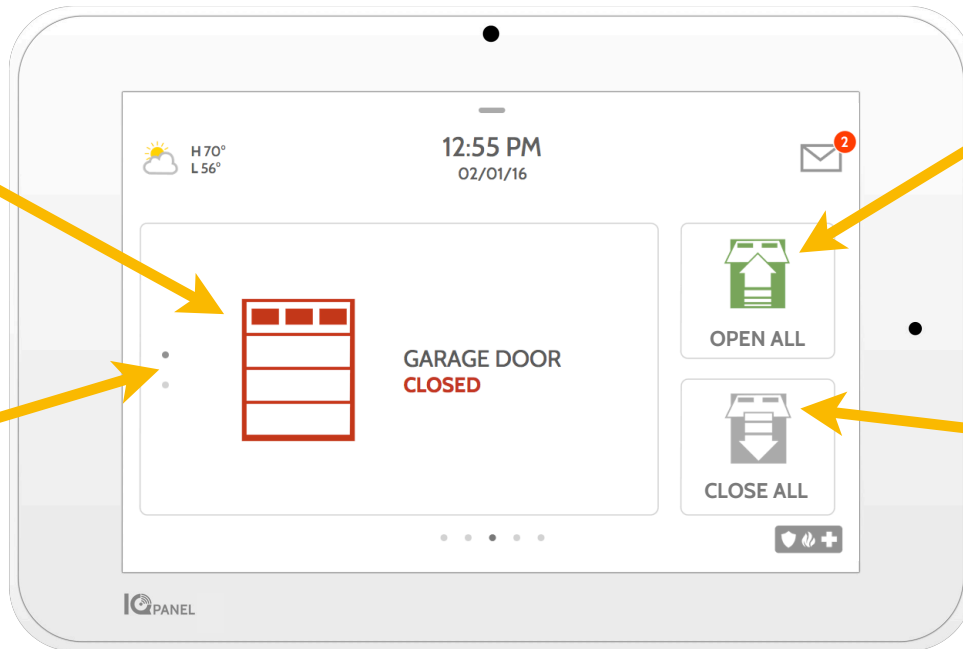 H 70°
L 56°
12:55 PM
02/01/16
2
GARAGE DOOR
CLOSED
OPEN ALL
CLOSE ALL
IQ PANEL